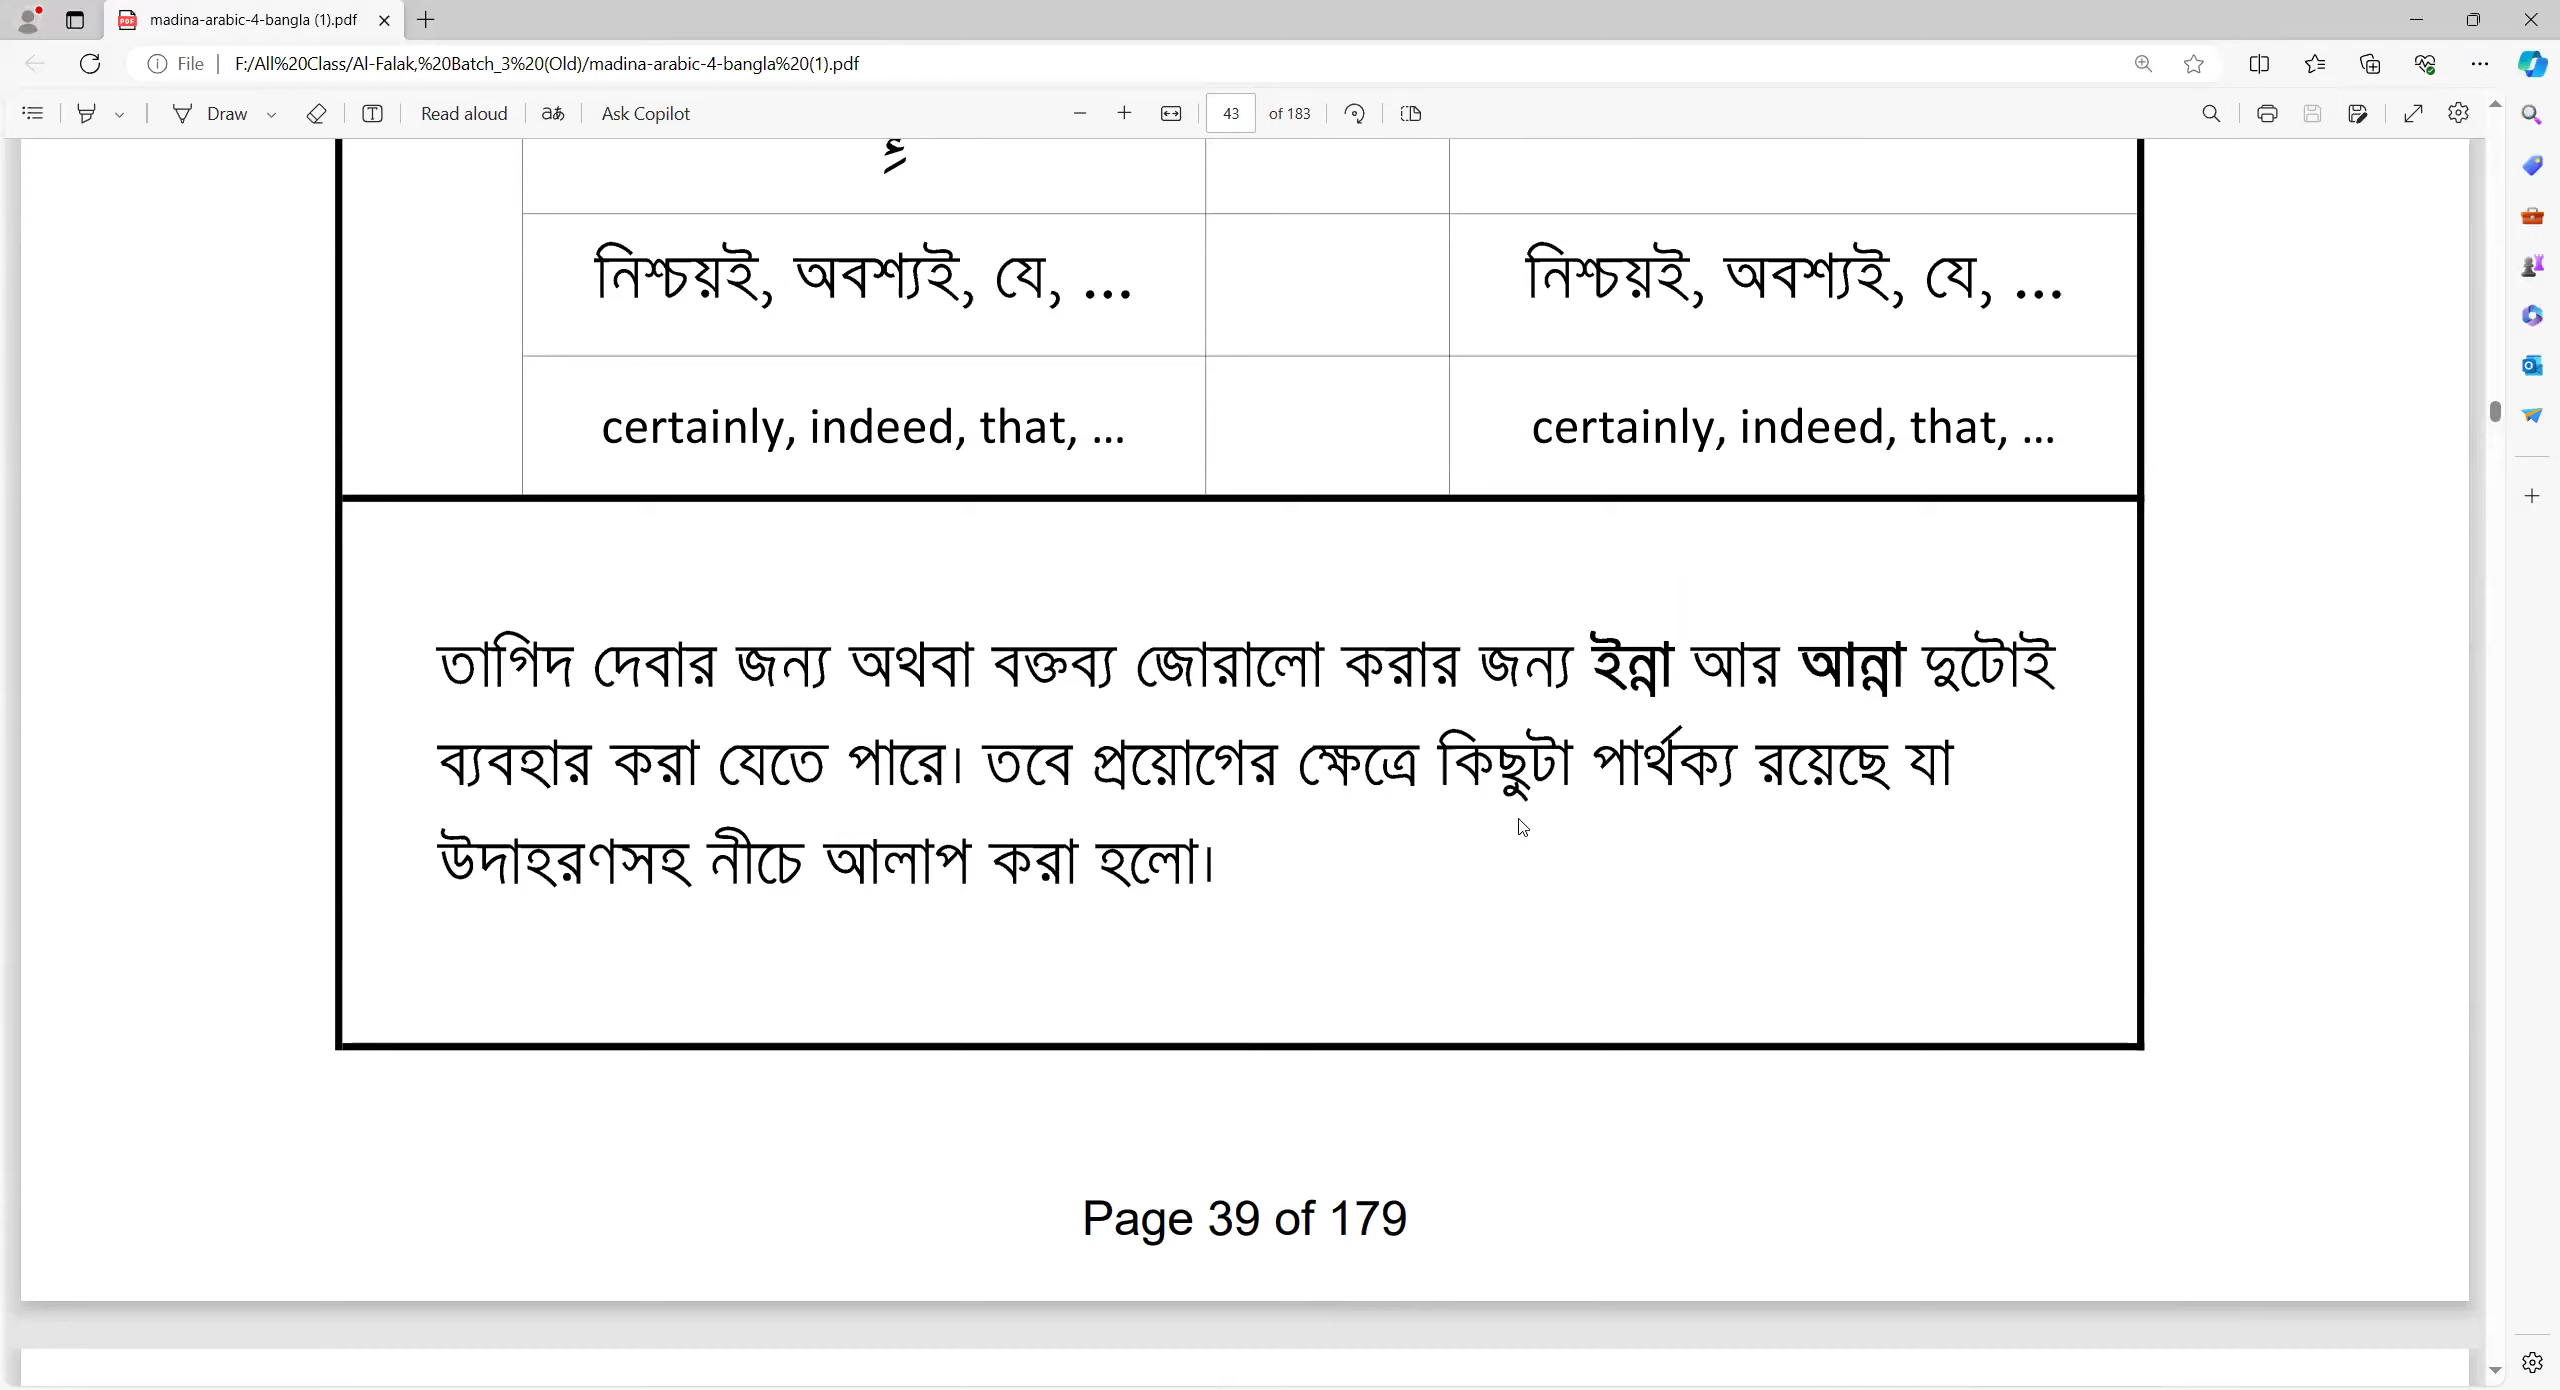 madina-arabic-4-bangla (1).pdf
File F:/All%20Class/Al-Falak,%20Batch_3%20(Old)/madina-arabic-4-bangla%20(1).pdf
Draw Read aloud aあ Ask Copilot 43 of 183
নিশ্চয়ই, অবশ্যই, যে, ... নিশ্চয়ই, অবশ্যই, যে, ...
certainly, indeed, that, ... certainly, indeed, that, ...
তাগিদ দেবার জন্য অথবা বক্তব্য জোরালো করার জন্য ইন্না আর আন্না দুটোই
ব্যবহার করা যেতে পারে। তবে প্রয়োগের ক্ষেত্রে কিছুটা পার্থক্য রয়েছে যা
উদাহরণসহ নীচে আলাপ করা হলো।
Page 39 of 179